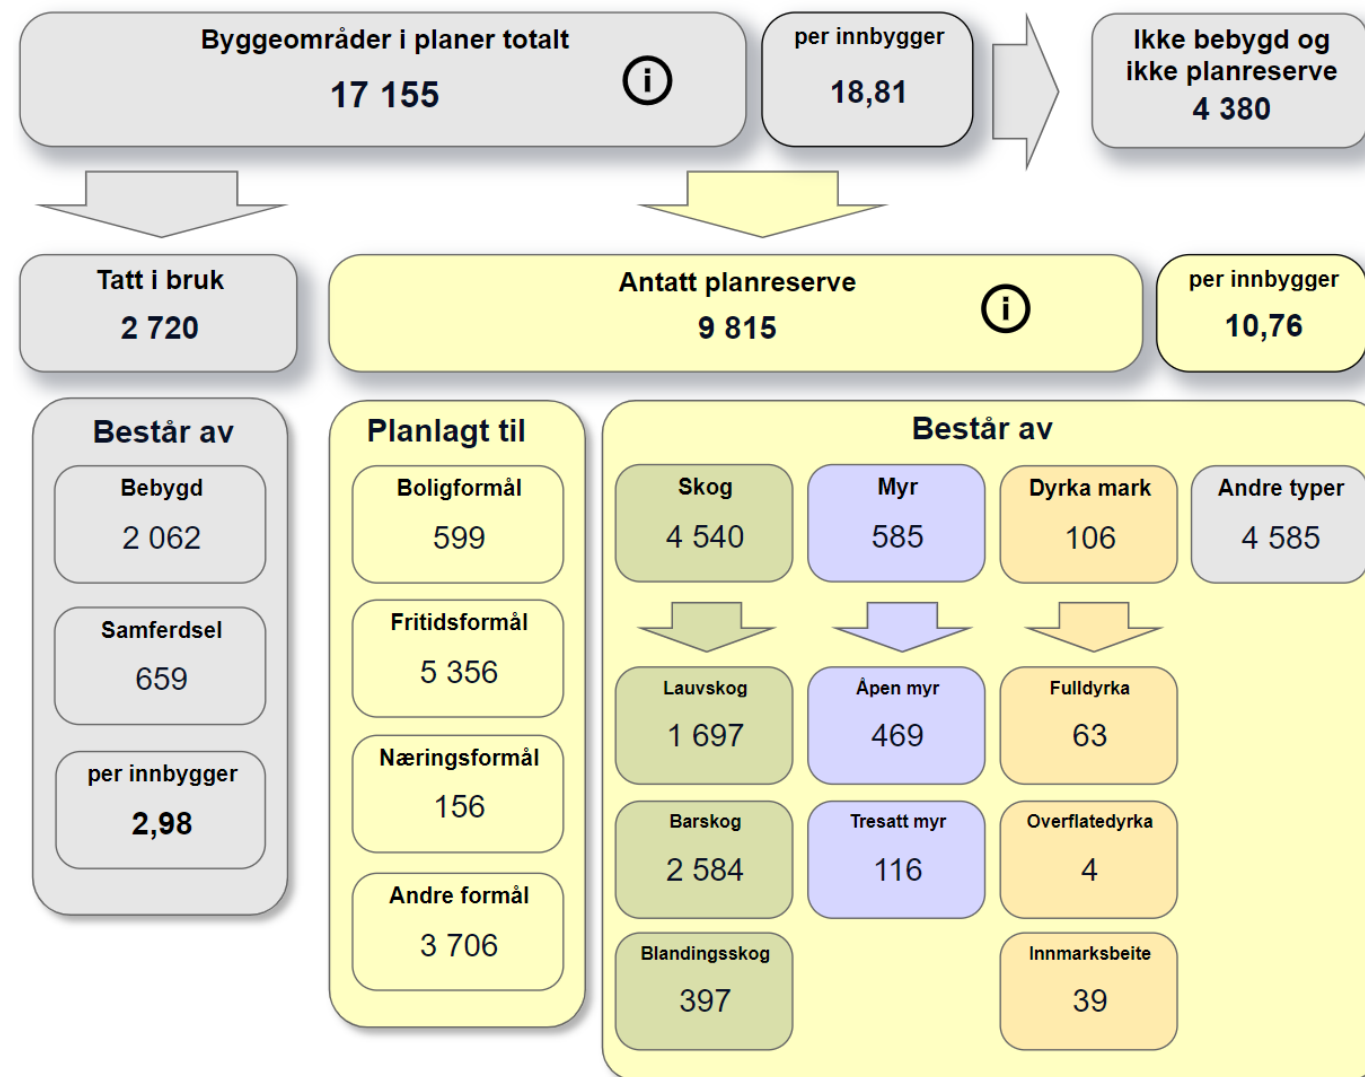 Byggeområder i planer totalt
17 155
per innbygger
18,81
Ikke bebygd og
ikke planreserve
4 380
Tatt i bruk
2 720
Antatt planreserve
9 815
per innbygger
10,76
Består av
Bebygd
2 062
Samferdsel
659
per innbygger
2,98
Planlagt til
Boligformål
599
Fritidsformål
5 356
Næringsformål
156
Andre formål
3 706
Består av
Skog
4 540
Myr
585
Dyrka mark
106
Andre typer
4 585
Lauvskog
1 697
Åpen myr
469
Fulldyrka
63
Barskog
2 584
Tresatt myr
116
Overflatedyrka
4
Blandingsskog
397
Innmarksbeite
39